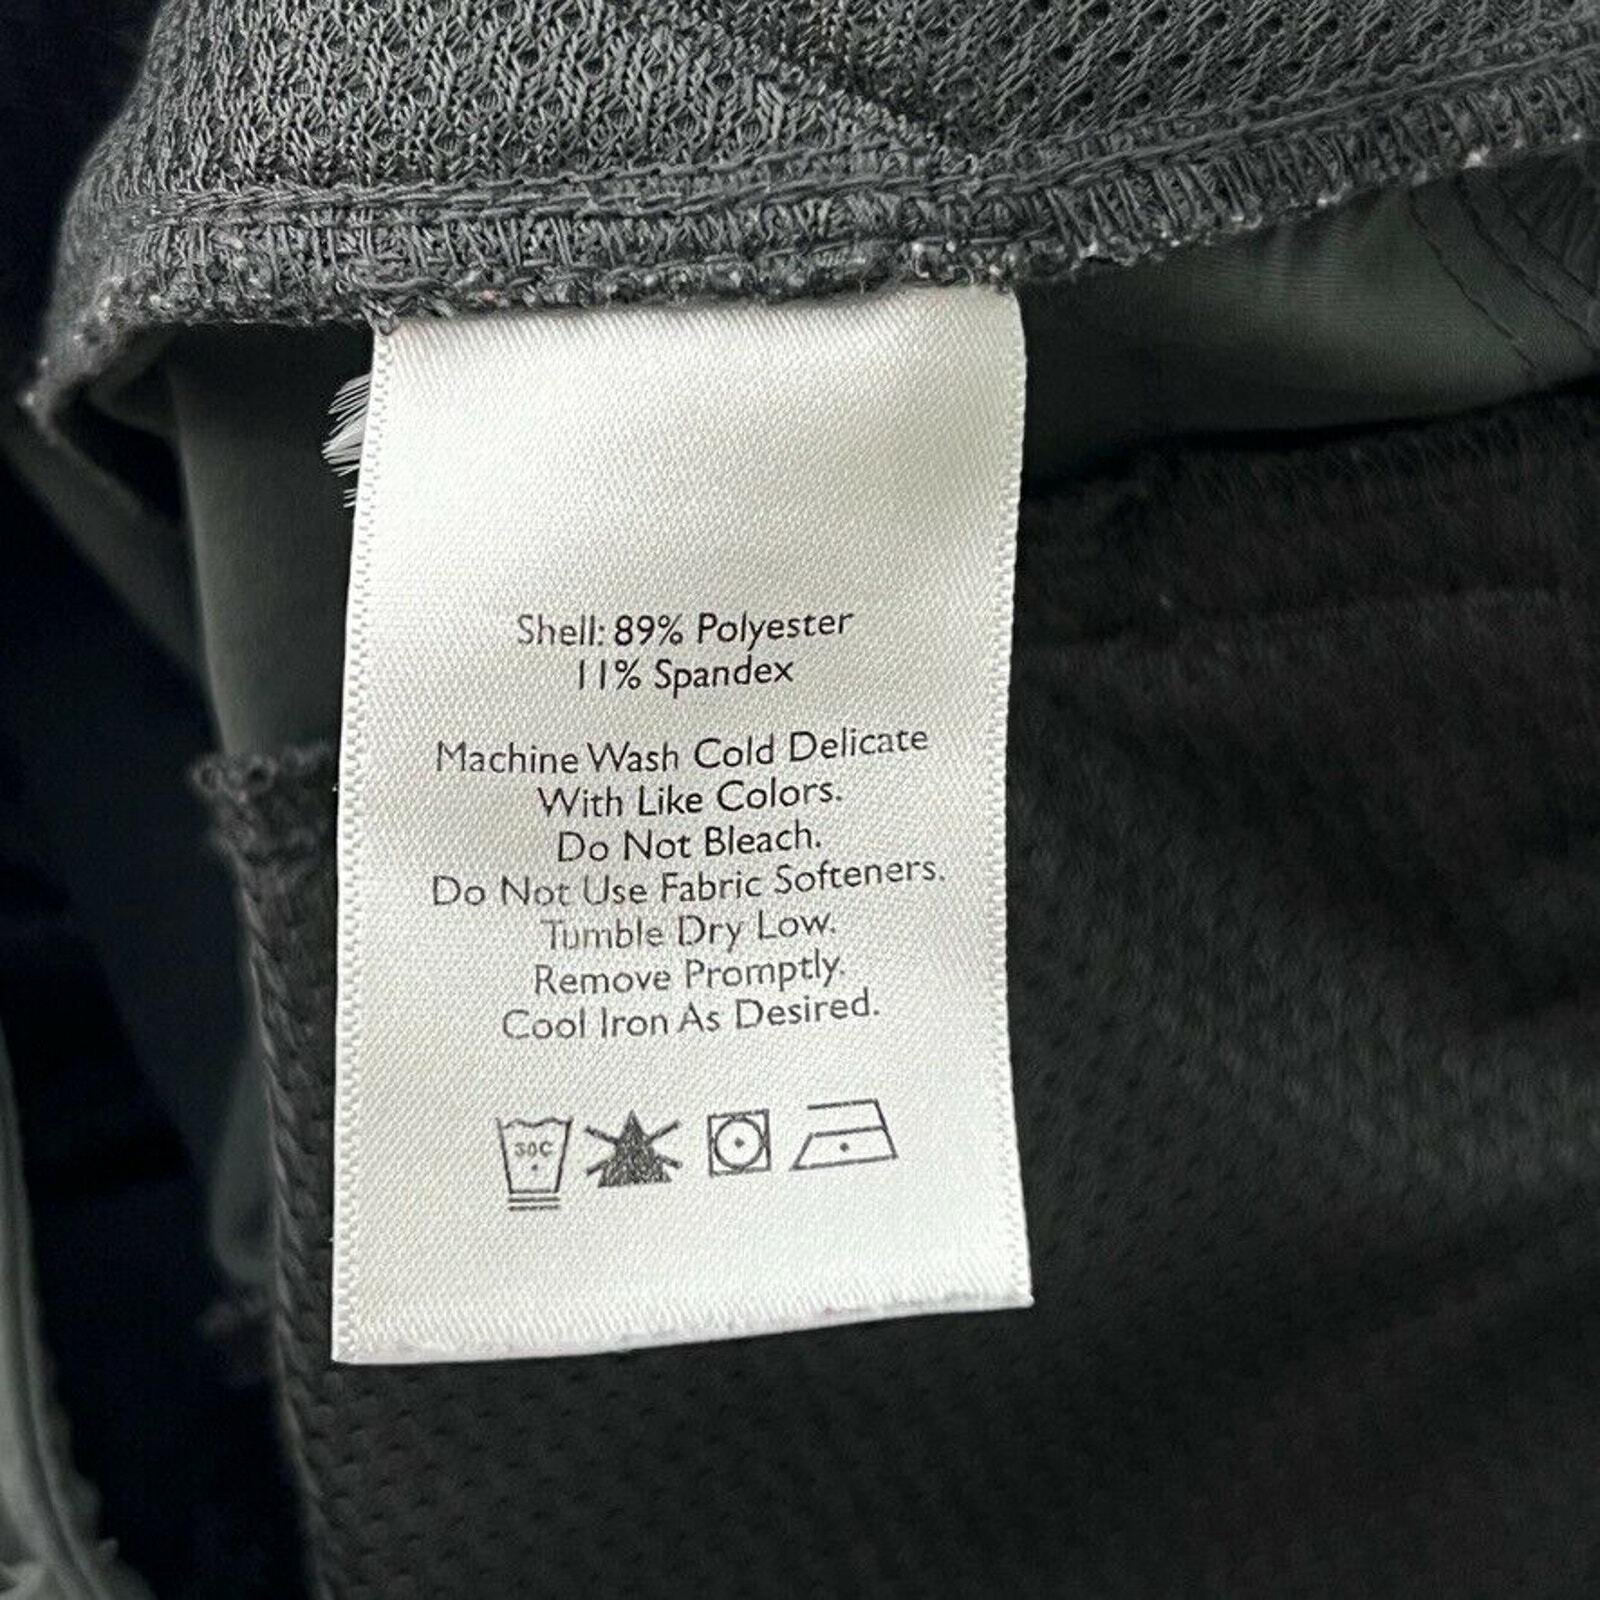 Shell: 89% Polyester
11% Spandex
Machine Wash Cold Delicate
With Like Colors.
Do Not Bleach.
Do Not Use Fabric Softeners.
Tumble Dry Low.
Remove Promptly.
Cool Iron As Desired.
30C